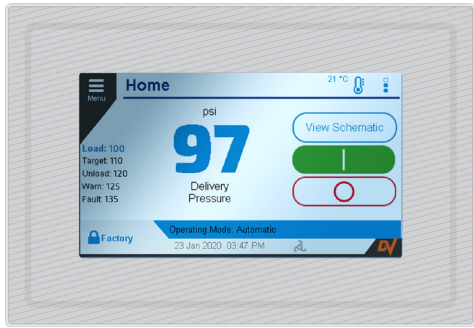 Menu
Home
21 °C
psi
97
Delivery
Pressure
View Schematic
Load: 100
Target: 110
Unload: 120
Warn: 125
Fault: 135
Factory
Operating Mode: Automatic
23 Jan 2020 03:47 PM
DV